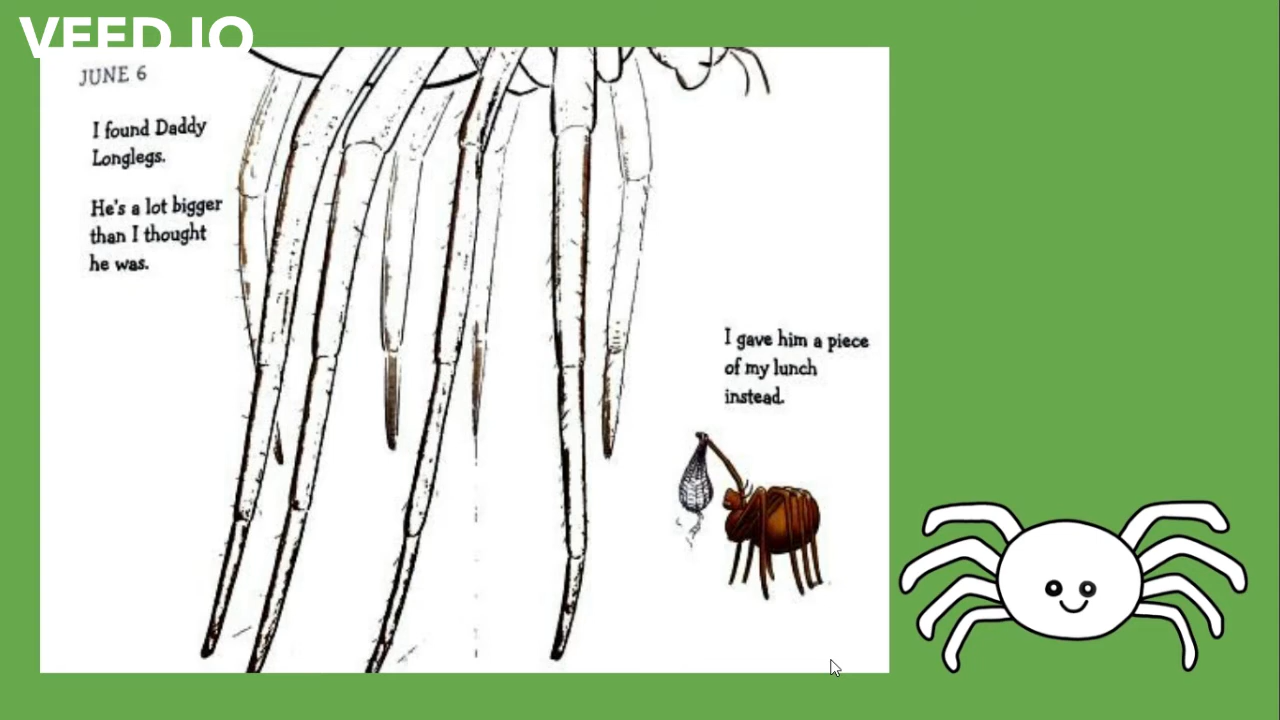 VEED.IO
JUNE 6
I found Daddy
Longlegs.
He's a lot bigger
than I thought
he was.
I gave him a piece
of my lunch
instead.